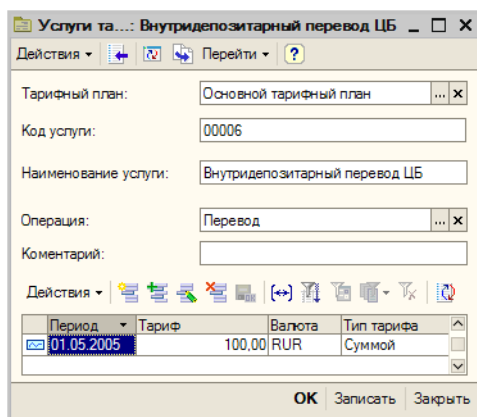 Услуги та...: Внутридепозитарный перевод ЦБ
Действия Перейти ?
Тарифный план: Основной тарифный план ...
Код услуги: 00006
Наименование услуги: Внутридепозитарный перевод ЦБ
Операция: Перевод ...
Коментарий:
Действия
Период Тариф Валюта Тип тарифа
01.05.2005 100,00 RUR Суммой
OK Записать Закрыть